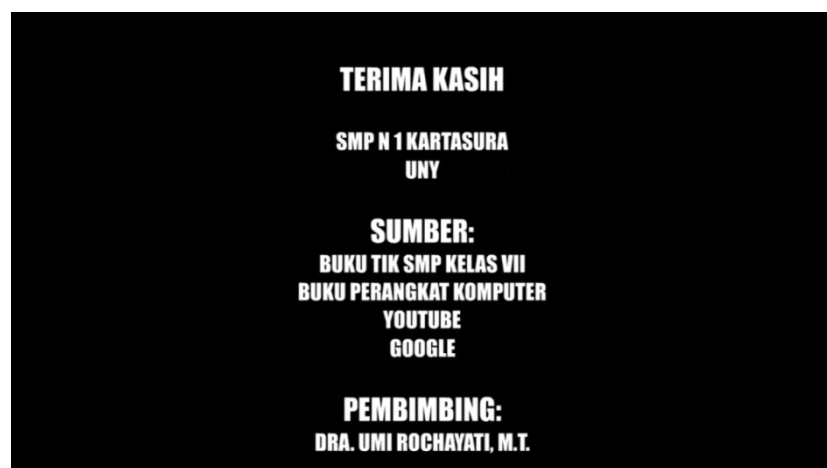 TERIMA KASIH
SMP N 1 KARTASURA
UNY
SUMBER:
BUKU TIK SMP KELAS VII
BUKU PERANGKAT KOMPUTER
YOUTUBE
GOOGLE
PEMBIMBING:
DRA. UMI ROCHAYATI, M.T.